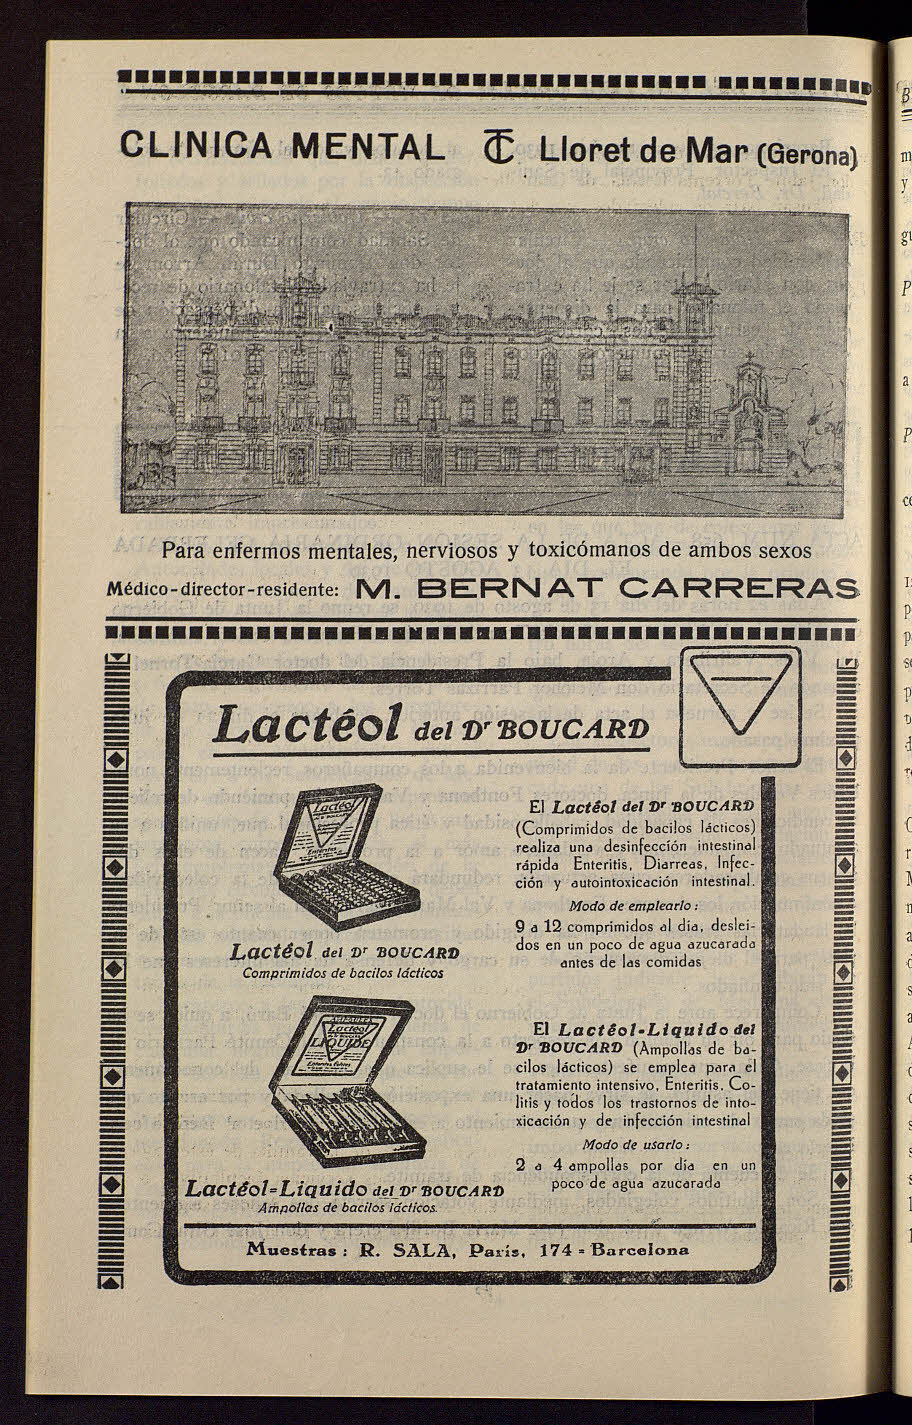 CLINICA MENTAL TC Lloret de Mar (Gerona)
Para enfermos mentales, nerviosos y toxicómanos de ambos sexos
Médico-director-residente: M. BERNAT CARRERAS
Lactéol del Dr BOUCARD
Lactéol
El Lactéol del Dr BOUCARD
(Comprimidos de bacilos lácticos)
realiza una desinfección intestinal
rápida Enteritis, Diarreas, Infec-
ción y autointoxicación intestinal.
Modo de emplearlo:
9 a 12 comprimidos al día, deslei-
dos en un poco de agua azucarada
antes de las comidas
Lactéol del Dr BOUCARD
Comprimidos de bacilos lácticos
AMPOULES
Lactéol
LIQUIDE
El Lactéol-Liquido del
Dr BOUCARD (Ampollas de ba-
cilos lácticos) se emplea para el
tratamiento intensivo, Enteritis, Co-
litis y todos los trastornos de into-
xicación y de infección intestinal
Modo de usarlo:
2 a 4 ampollas por día en un
poco de agua azucarada
Lactéol=Liquido del Dr BOUCARD
Ampollas de bacilos lácticos.
Muestras: R. SALA, París, 174 = Barcelona